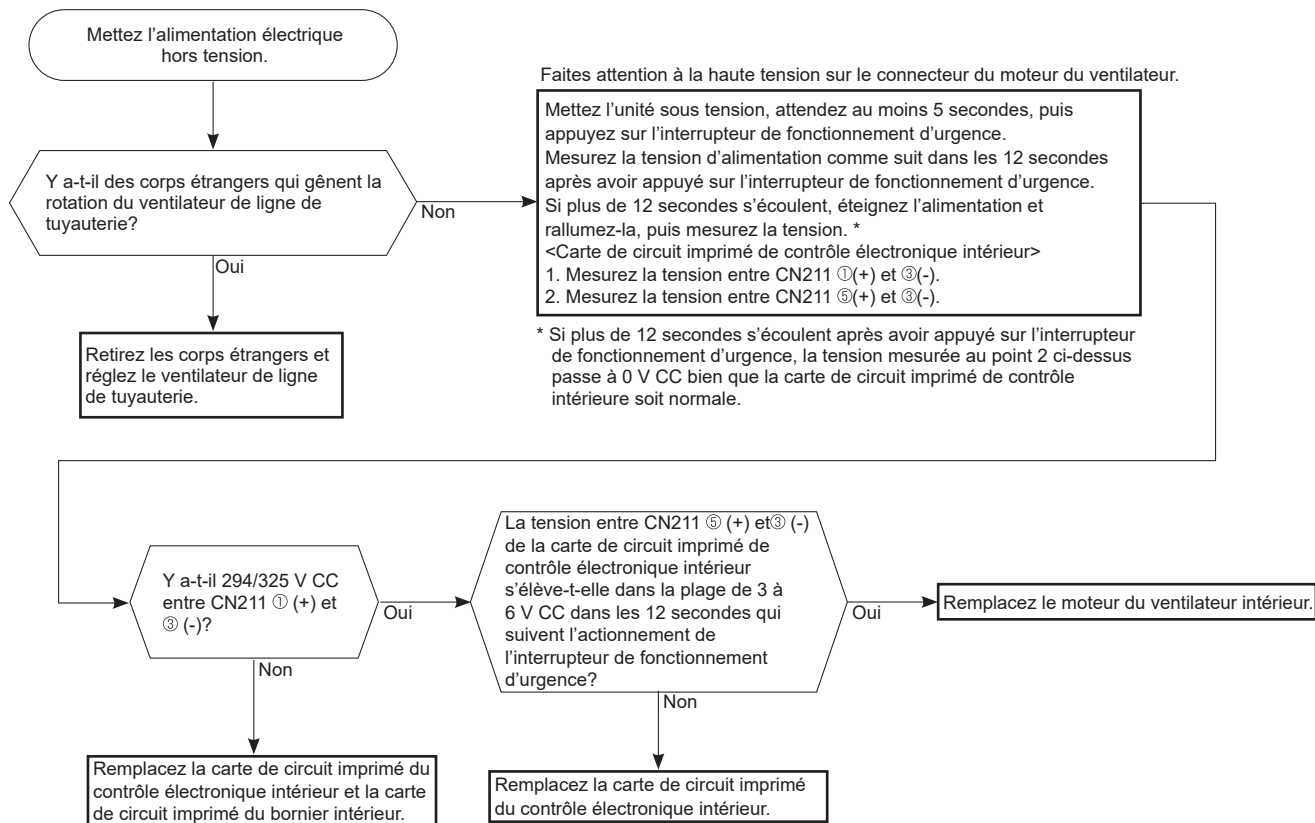 Mettez l’alimentation électrique
hors tension.
Faites attention à la haute tension sur le connecteur du moteur du ventilateur.
Mettez l’unité sous tension, attendez au moins 5 secondes, puis
appuyez sur l’interrupteur de fonctionnement d’urgence.
Mesurez la tension d’alimentation comme suit dans les 12 secondes
après avoir appuyé sur l’interrupteur de fonctionnement d’urgence.
Si plus de 12 secondes s’écoulent, éteignez l’alimentation et
rallumez-la, puis mesurez la tension. *
<Carte de circuit imprimé de contrôle électronique intérieur>
1. Mesurez la tension entre CN211 ①(+) et ③(-).
2. Mesurez la tension entre CN211 ⑤(+) et ③(-).
Y a-t-il des corps étrangers qui gênent la
rotation du ventilateur de ligne de
tuyauterie?
Non
Oui
Retirez les corps étrangers et
réglez le ventilateur de ligne
de tuyauterie.
* Si plus de 12 secondes s’écoulent après avoir appuyé sur l’interrupteur
de fonctionnement d’urgence, la tension mesurée au point 2 ci-dessus
passe à 0 V CC bien que la carte de circuit imprimé de contrôle
intérieure soit normale.
Y a-t-il 294/325 V CC
entre CN211 ① (+) et
③ (-)?
Oui
Non
La tension entre CN211 ⑤ (+) et③ (-)
de la carte de circuit imprimé de
contrôle électronique intérieur
s’élève-t-elle dans la plage de 3 à
6 V CC dans les 12 secondes qui
suivent l’actionnement de
l’interrupteur de fonctionnement
d’urgence?
Oui
Non
Remplacez le moteur du ventilateur intérieur.
Remplacez la carte de circuit imprimé du
contrôle électronique intérieur et la carte
de circuit imprimé du bornier intérieur.
Remplacez la carte de circuit imprimé
du contrôle électronique intérieur.